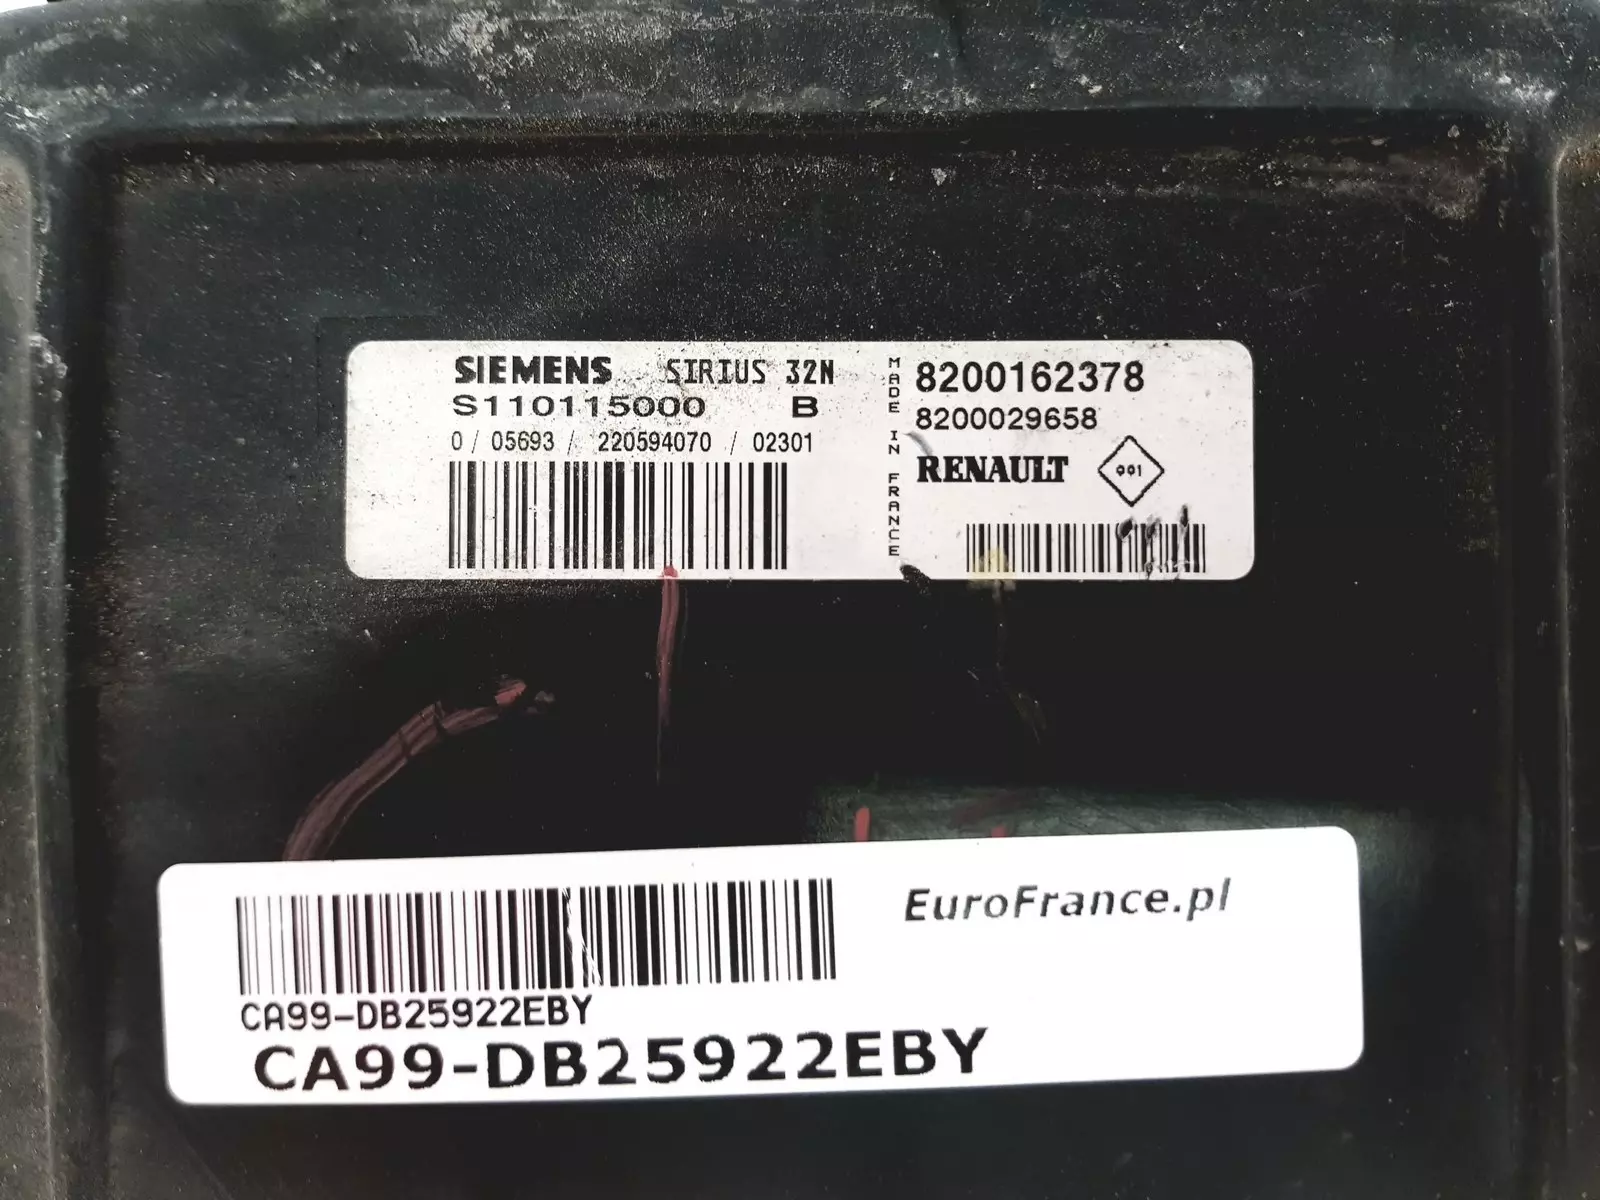 SIEMENS SIRIUS 32N
S110115000 B
0 / 05693 / 220594070 / 02301
MADE IN FRANCE
8200162378
8200029658
RENAULT 001
EuroFrance.pl
CA99-DB25922EBY
CA99-DB25922EBY